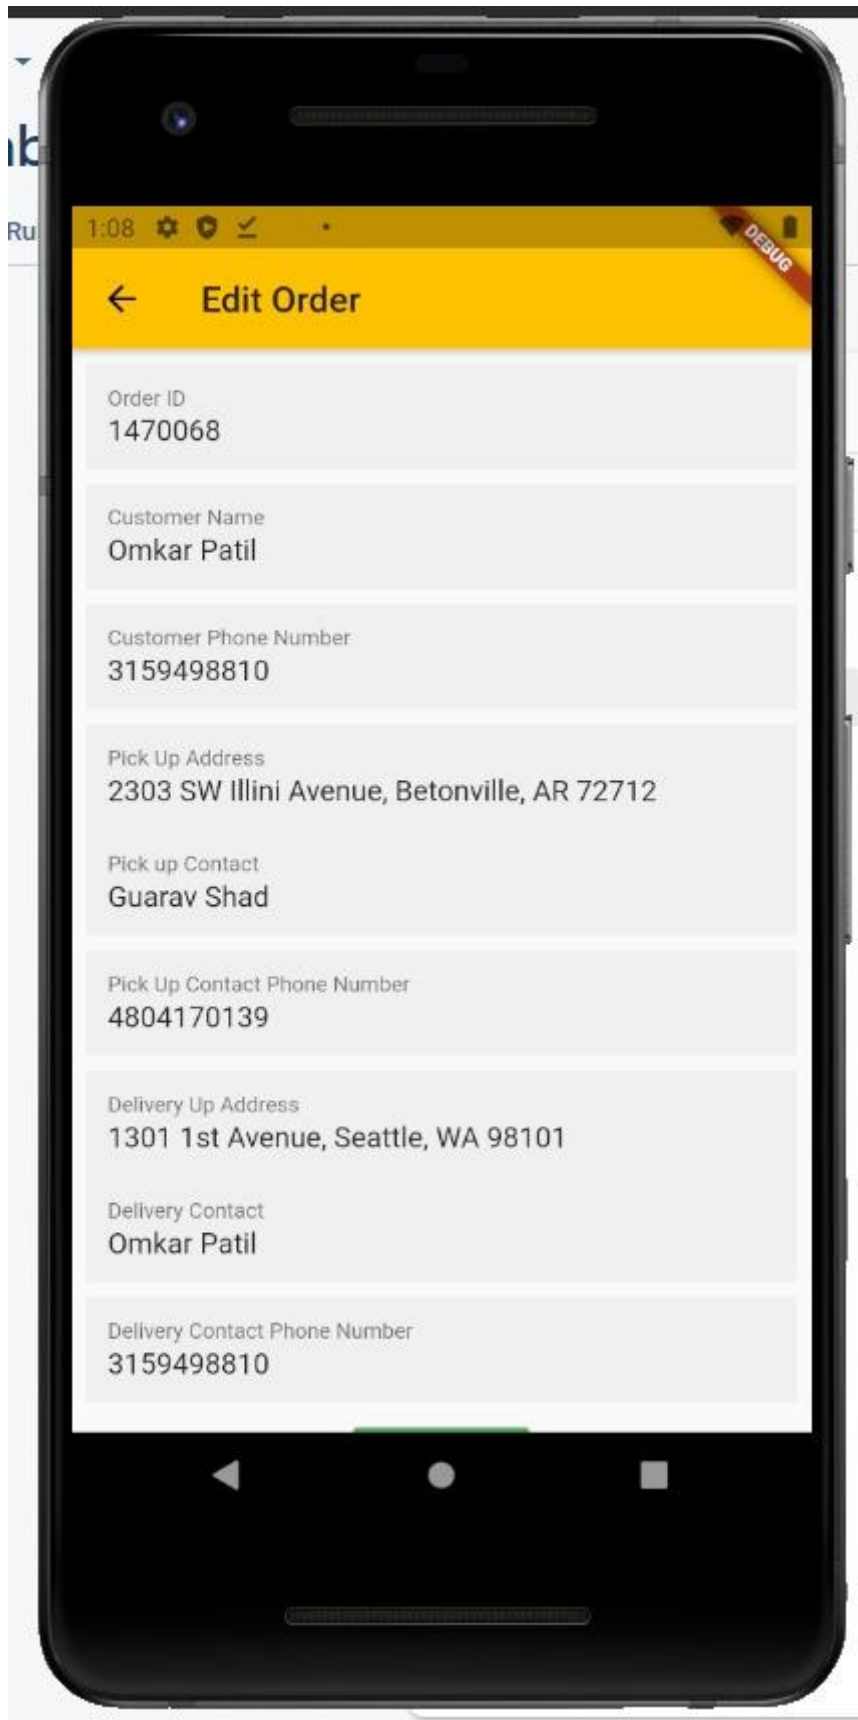 Ru
1:08
DEBUG
Edit Order
Order ID
1470068
Customer Name
Omkar Patil
Customer Phone Number
3159498810
Pick Up Address
2303 SW Illini Avenue, Betonville, AR 72712
Pick up Contact
Guarav Shad
Pick Up Contact Phone Number
4804170139
Delivery Up Address
1301 1st Avenue, Seattle, WA 98101
Delivery Contact
Omkar Patil
Delivery Contact Phone Number
3159498810